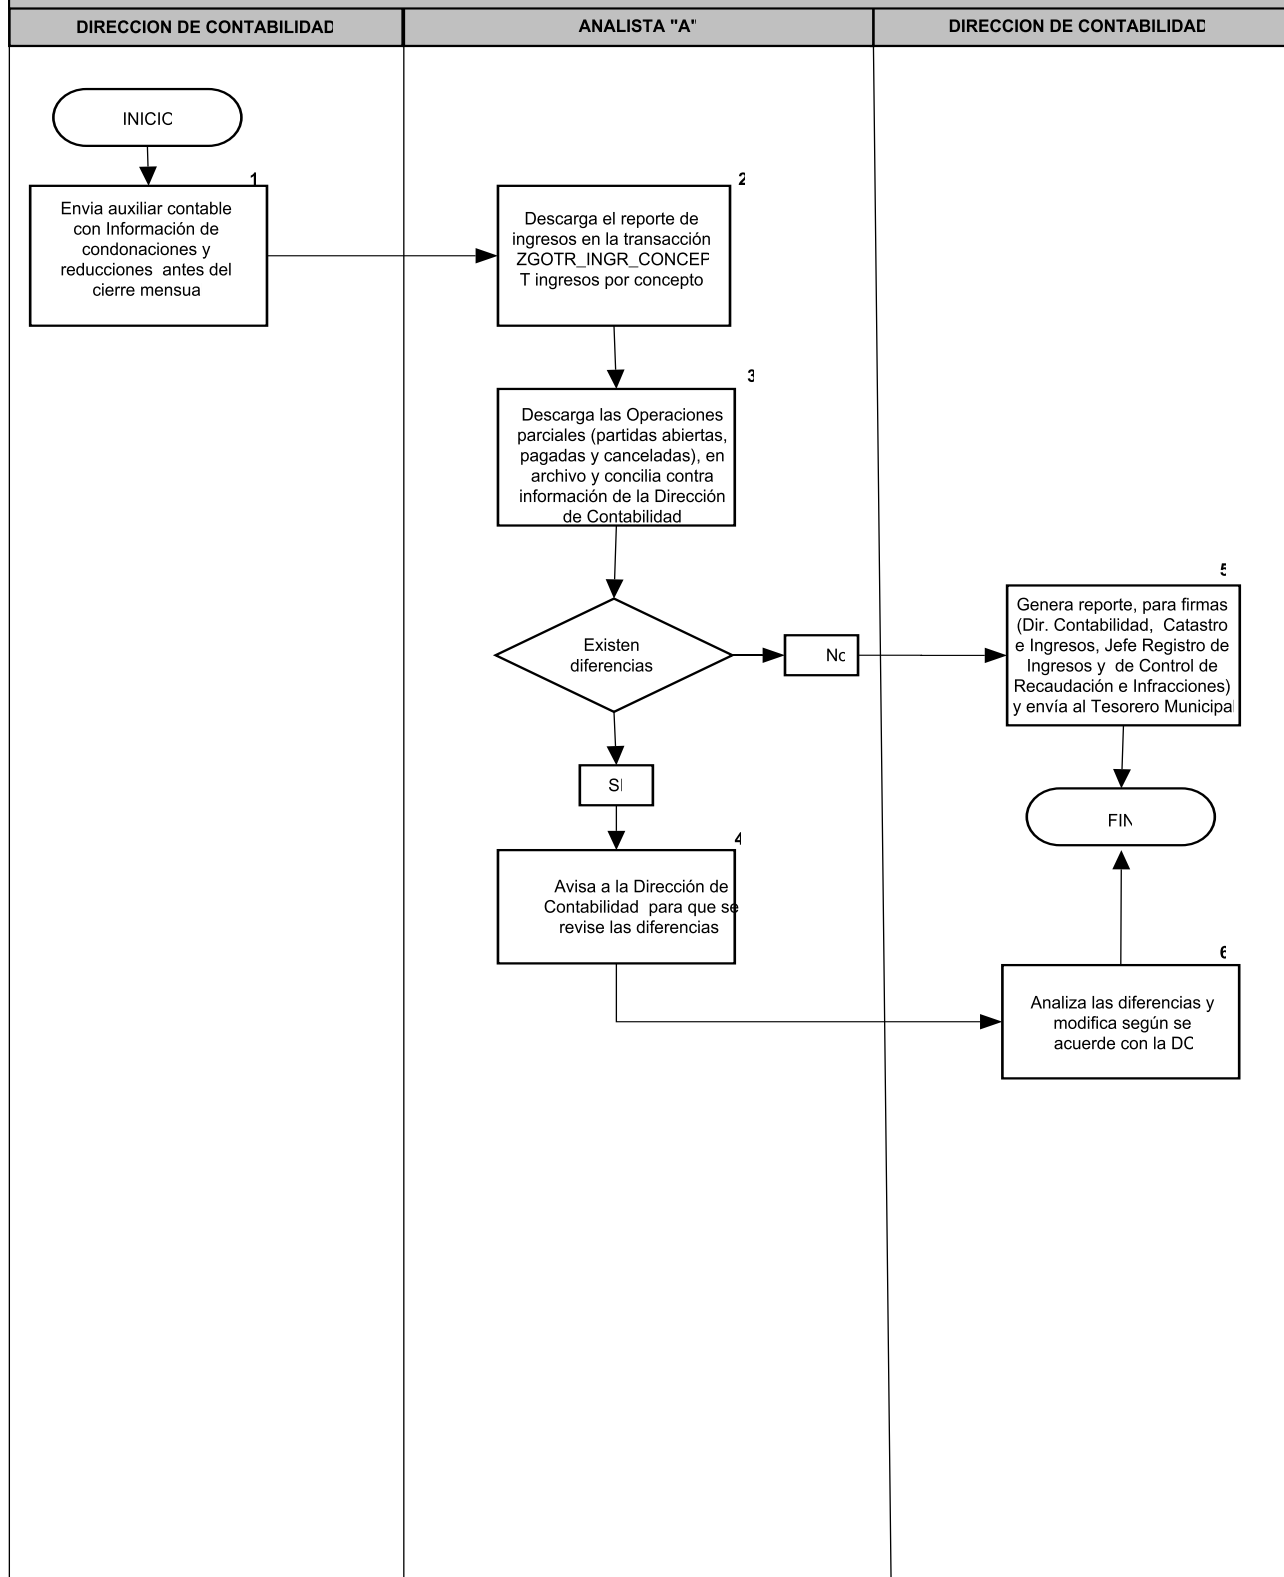 DIRECCION DE CONTABILIDAD
ANALISTA "A"
DIRECCION DE CONTABILIDAD
INICIO
1
Envia auxiliar contable
con Información de
condonaciones y
reducciones antes del
cierre mensua
2
Descarga el reporte de
ingresos en la transacción
ZGOTR_INGR_CONCEP
T ingresos por concepto
3
Descarga las Operaciones
parciales (partidas abiertas,
pagadas y canceladas), en
archivo y concilia contra
información de la Dirección
de Contabilidad
Existen
diferencias
No
5
Genera reporte, para firmas
(Dir. Contabilidad, Catastro
e Ingresos, Jefe Registro de
Ingresos y de Control de
Recaudación e Infracciones)
y envía al Tesorero Municipal
SI
FIN
4
Avisa a la Dirección de
Contabilidad para que se
revise las diferencias
6
Analiza las diferencias y
modifica según se
acuerde con la DC